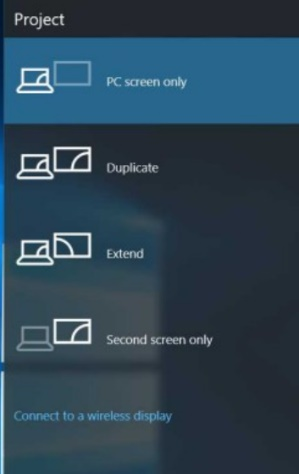 Project
PC screen only
Duplicate
Extend
Second screen only
Connect to a wireless display